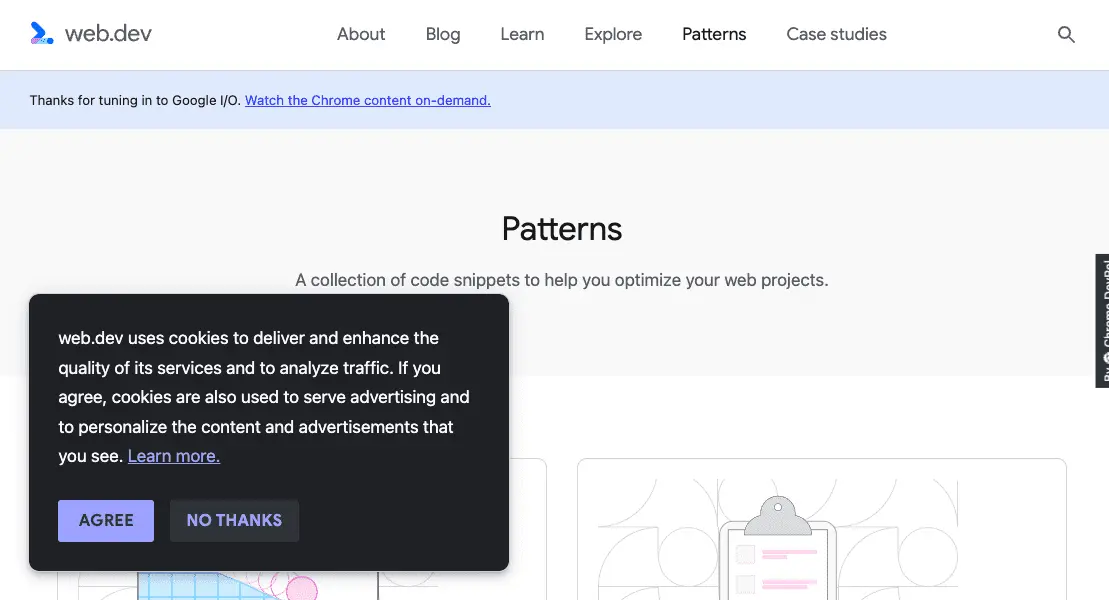 web.dev
About Blog Learn Explore Patterns Case studies
Thanks for tuning in to Google I/O. Watch the Chrome content on-demand.
Patterns
A collection of code snippets to help you optimize your web projects.
By Chrome DevRel
web.dev uses cookies to deliver and enhance the
quality of its services and to analyze traffic. If you
agree, cookies are also used to serve advertising and
to personalize the content and advertisements that
you see. Learn more.
AGREE NO THANKS